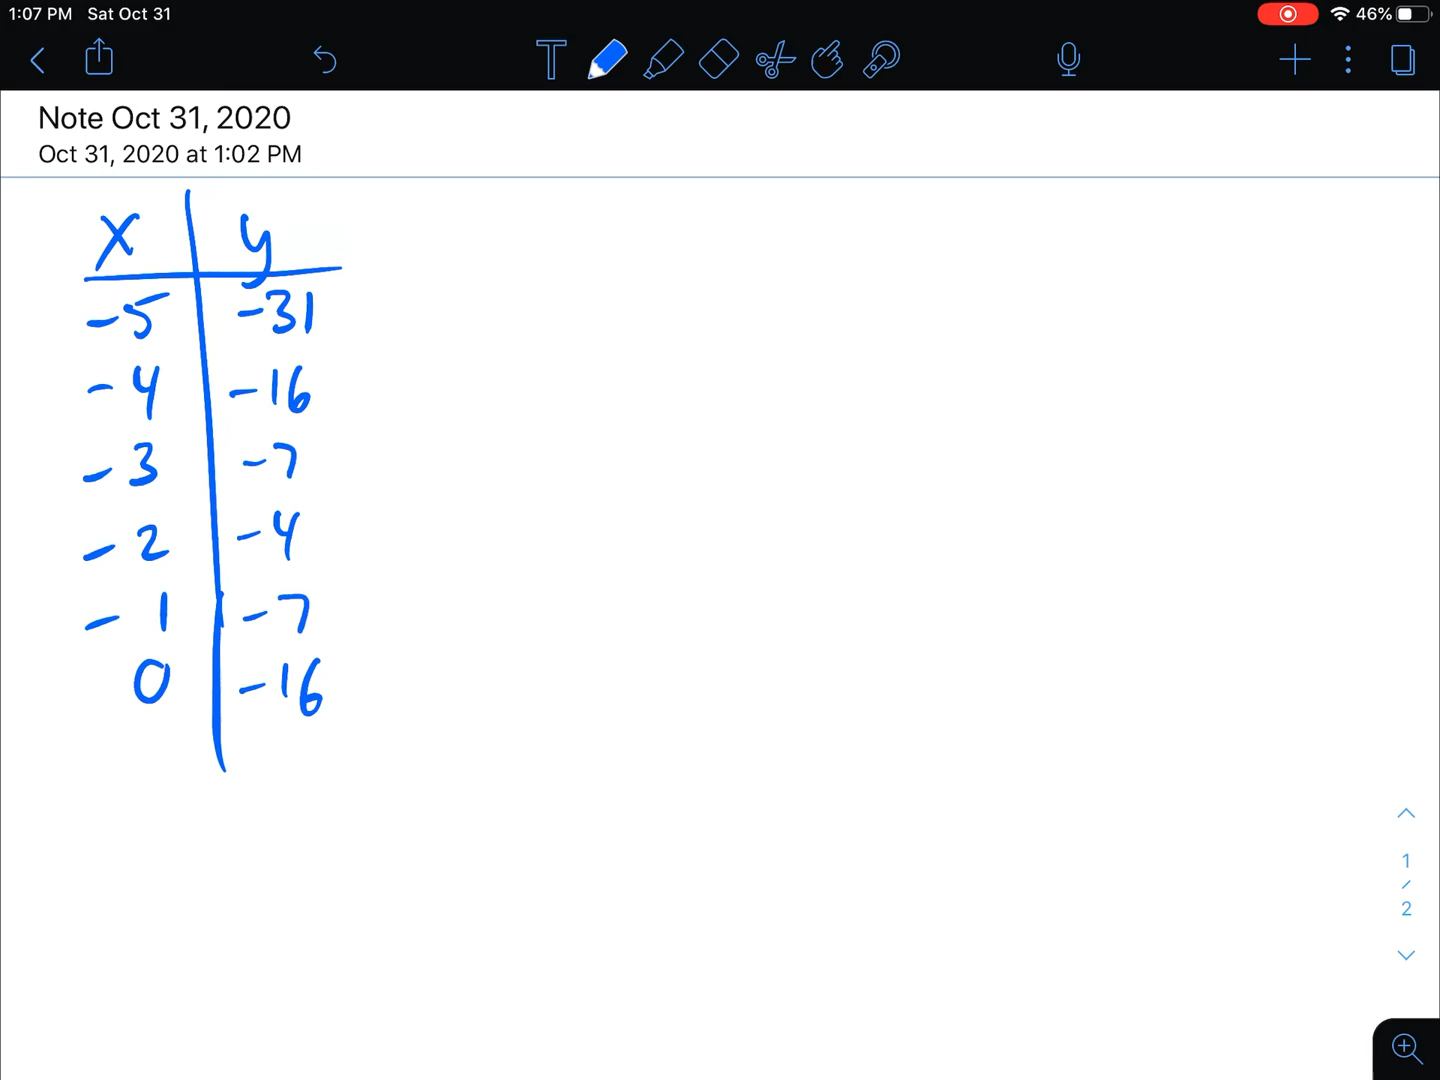 1:07 PM Sat Oct 31 46%
T
Note Oct 31, 2020
Oct 31, 2020 at 1:02 PM
x y
-5 -31
-4 -16
-3 -7
-2 -4
-1 -7
0 -16
1
/
2